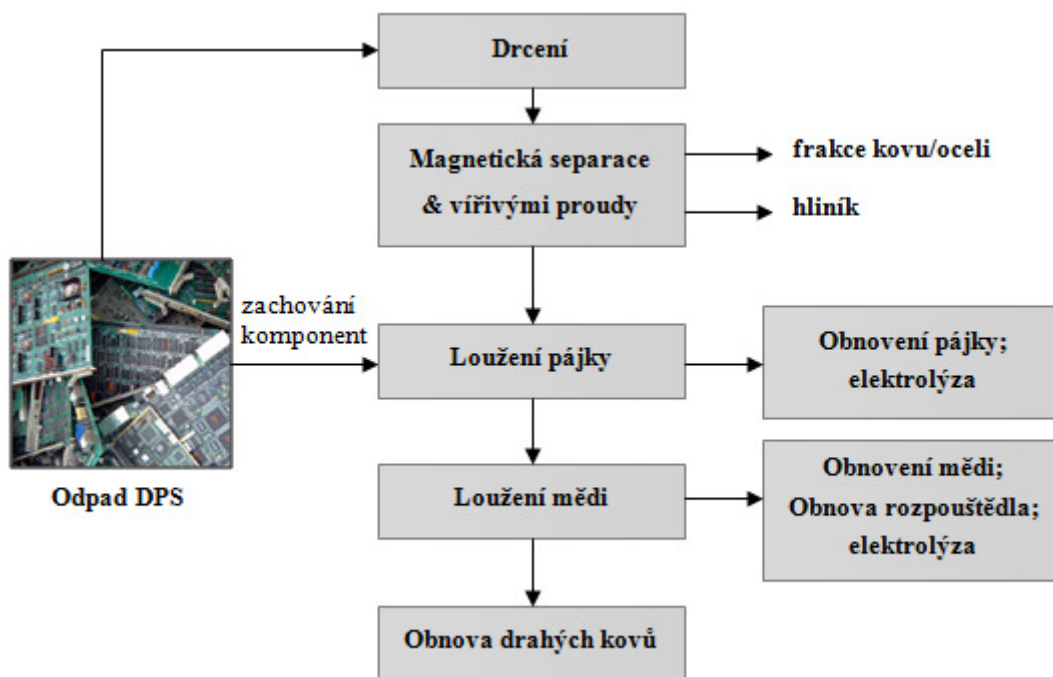 Drcení
Magnetická separace
& vířivými proudy
frakce kovu/oceli
hliník
zachování
komponent
Loužení pájky
Obnovení pájky;
elektrolýza
Odpad DPS
Loužení mědi
Obnovení mědi;
Obnova rozpouštědla;
elektrolýza
Obnova drahých kovů